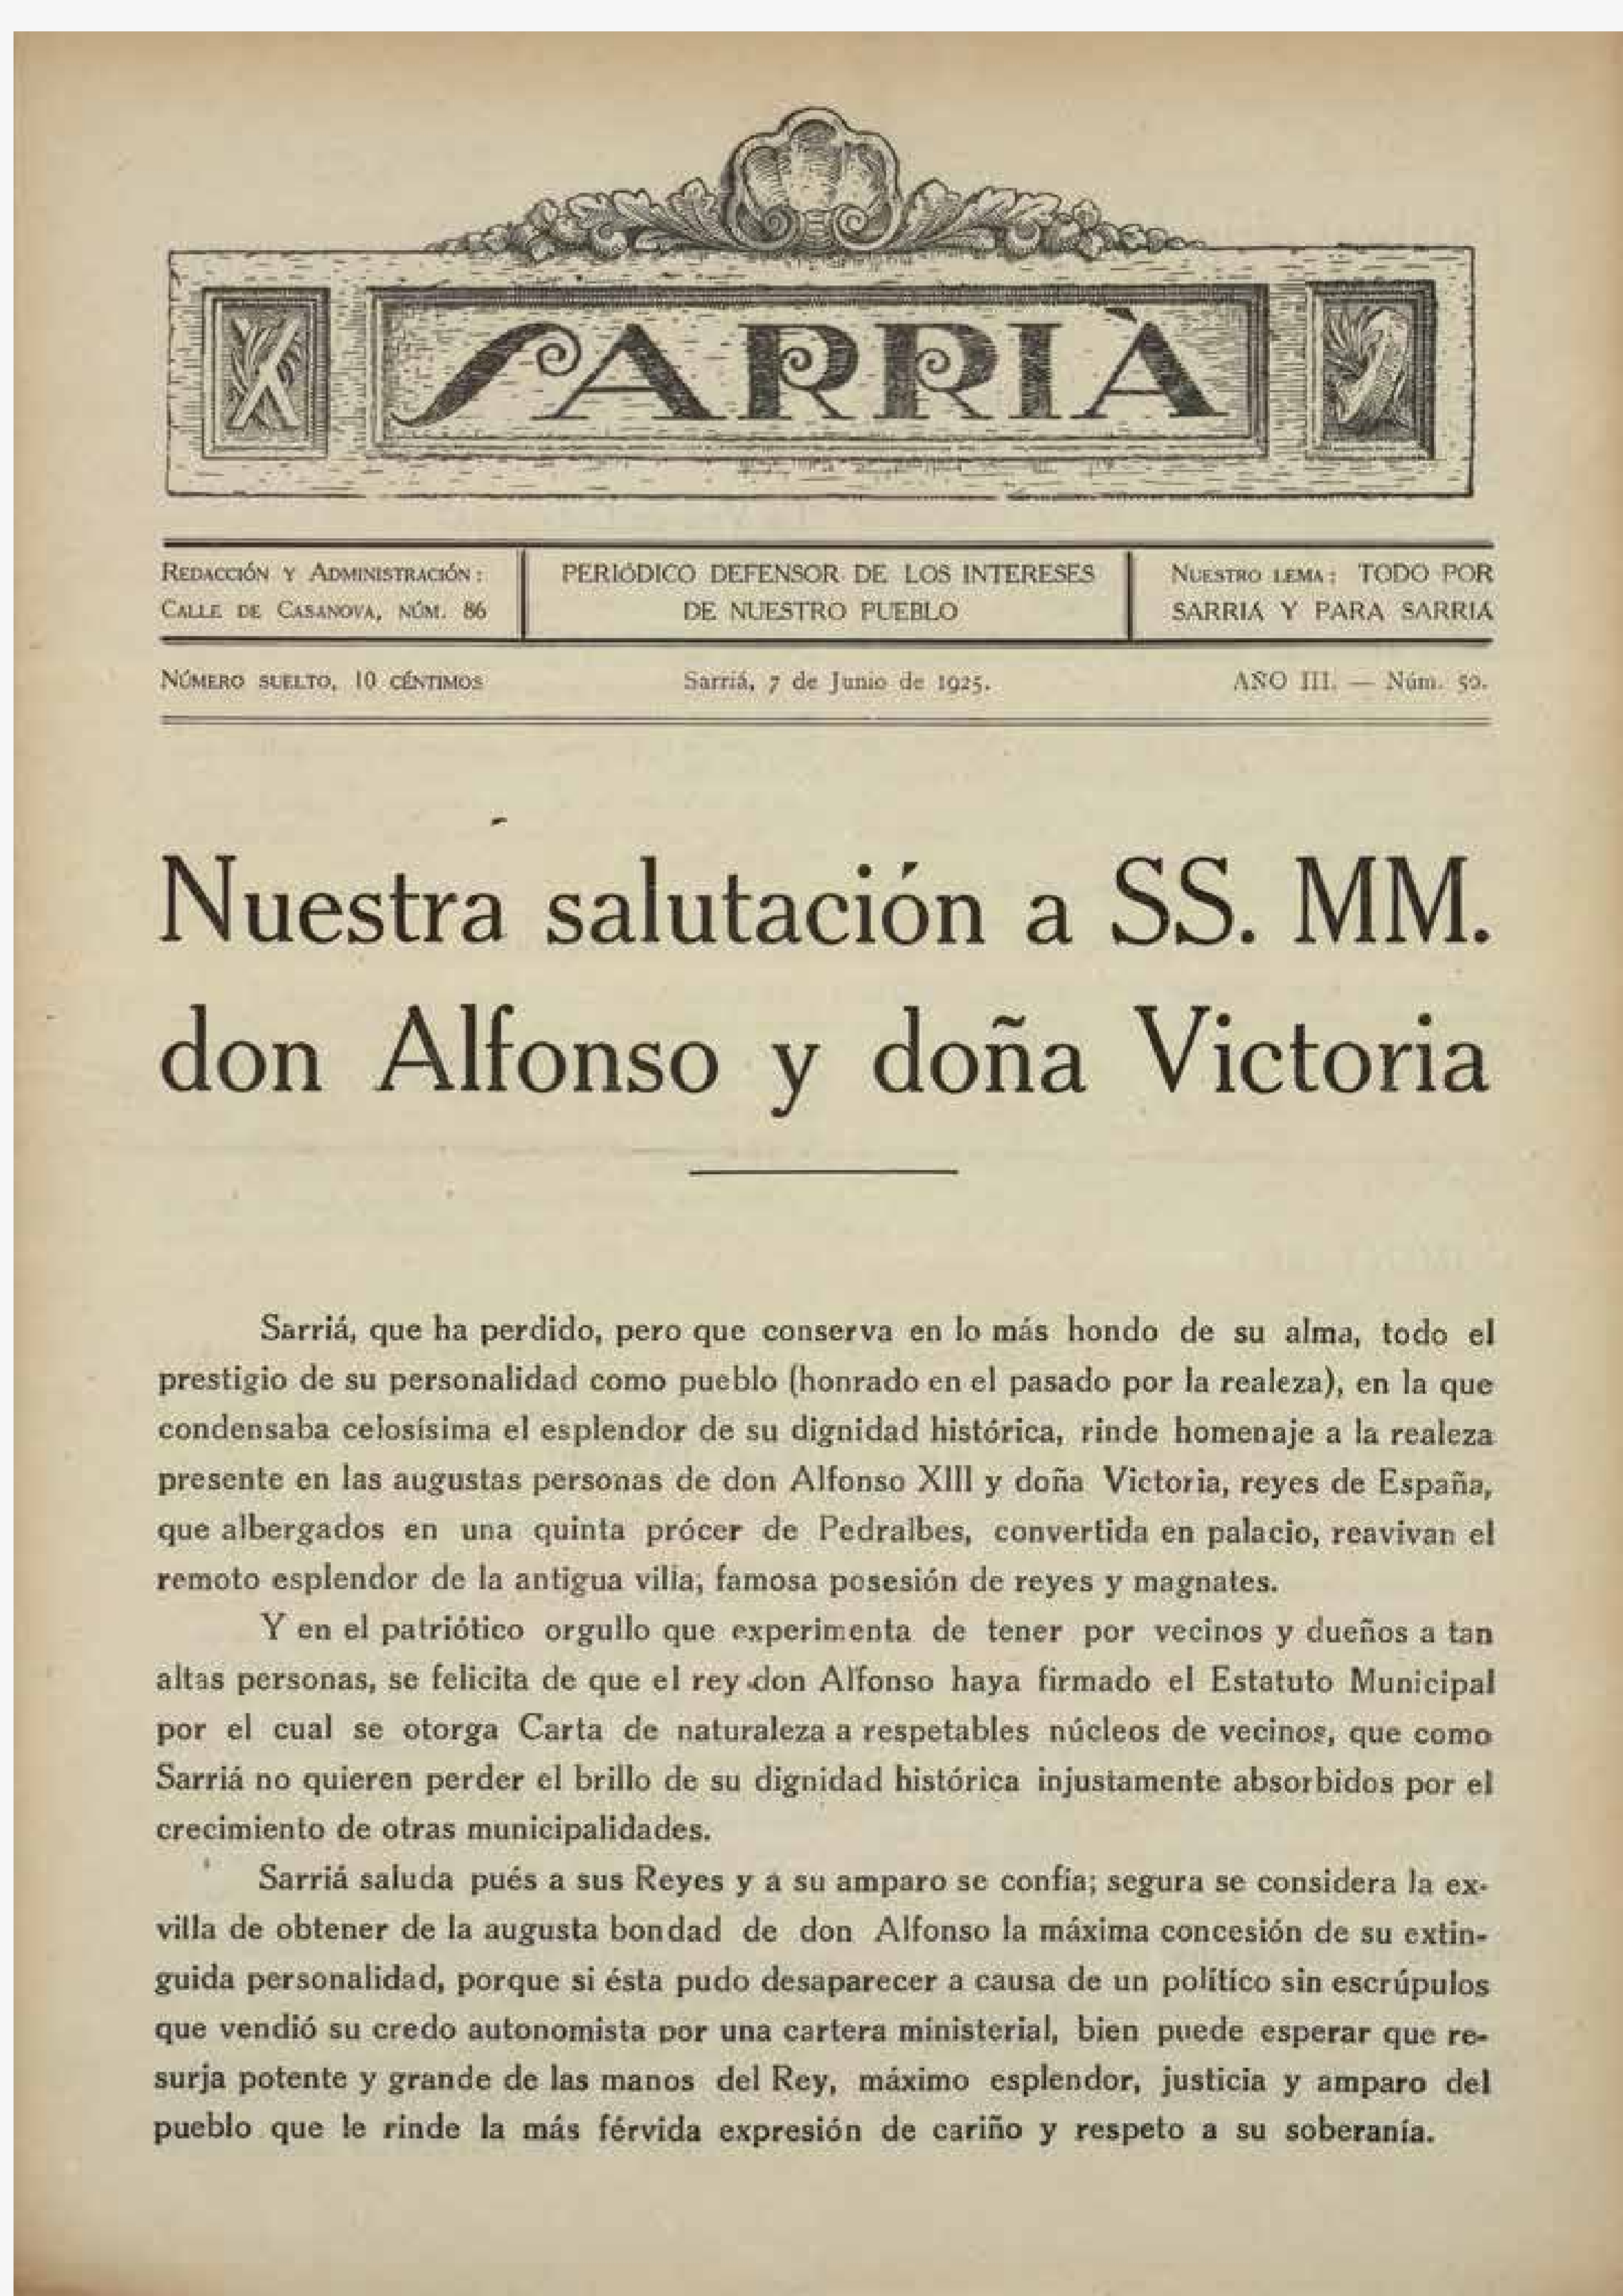 SARRIÀ
Redacción y Administración:
Calle de Casanova, núm. 86
PERIÓDICO DEFENSOR DE LOS INTERESES
DE NUESTRO PUEBLO
Nuestro lema: TODO POR
SARRIÁ Y PARA SARRIÁ
Número suelto, 10 céntimos
Sarriá, 7 de Junio de 1925.
AÑO III. — Núm. 50.
Nuestra salutación a SS. MM.
don Alfonso y doña Victoria
Sarriá, que ha perdido, pero que conserva en lo más hondo de su alma, todo el
prestigio de su personalidad como pueblo (honrado en el pasado por la realeza), en la que
condensaba celosísima el esplendor de su dignidad histórica, rinde homenaje a la realeza
presente en las augustas personas de don Alfonso XIII y doña Victoria, reyes de España,
que albergados en una quinta prócer de Pedralbes, convertida en palacio, reavivan el
remoto esplendor de la antigua villa, famosa posesión de reyes y magnates.
Y en el patriótico orgullo que experimenta de tener por vecinos y dueños a tan
altas personas, se felicita de que el rey don Alfonso haya firmado el Estatuto Municipal
por el cual se otorga Carta de naturaleza a respetables núcleos de vecinos, que como
Sarriá no quieren perder el brillo de su dignidad histórica injustamente absorbidos por el
crecimiento de otras municipalidades.
Sarriá saluda pués a sus Reyes y a su amparo se confía; segura se considera la ex-
villa de obtener de la augusta bondad de don Alfonso la máxima concesión de su extin-
guida personalidad, porque si ésta pudo desaparecer a causa de un político sin escrúpulos
que vendió su credo autonomista por una cartera ministerial, bien puede esperar que re-
surja potente y grande de las manos del Rey, máximo esplendor, justicia y amparo del
pueblo que le rinde la más férvida expresión de cariño y respeto a su soberanía.